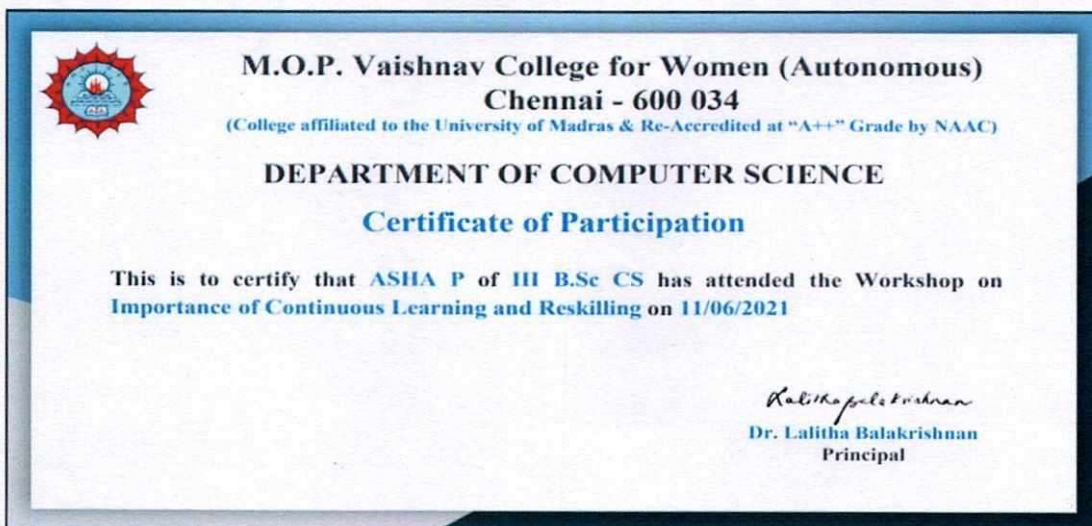 M.O.P. Vaishnav College for Women (Autonomous)
Chennai - 600 034
(College affiliated to the University of Madras & Re-Accredited at "A++" Grade by NAAC)
DEPARTMENT OF COMPUTER SCIENCE
Certificate of Participation
This is to certify that ASHA P of III B.Sc CS has attended the Workshop on
Importance of Continuous Learning and Reskilling on 11/06/2021
Lalitha Balakrishnan
Dr. Lalitha Balakrishnan
Principal